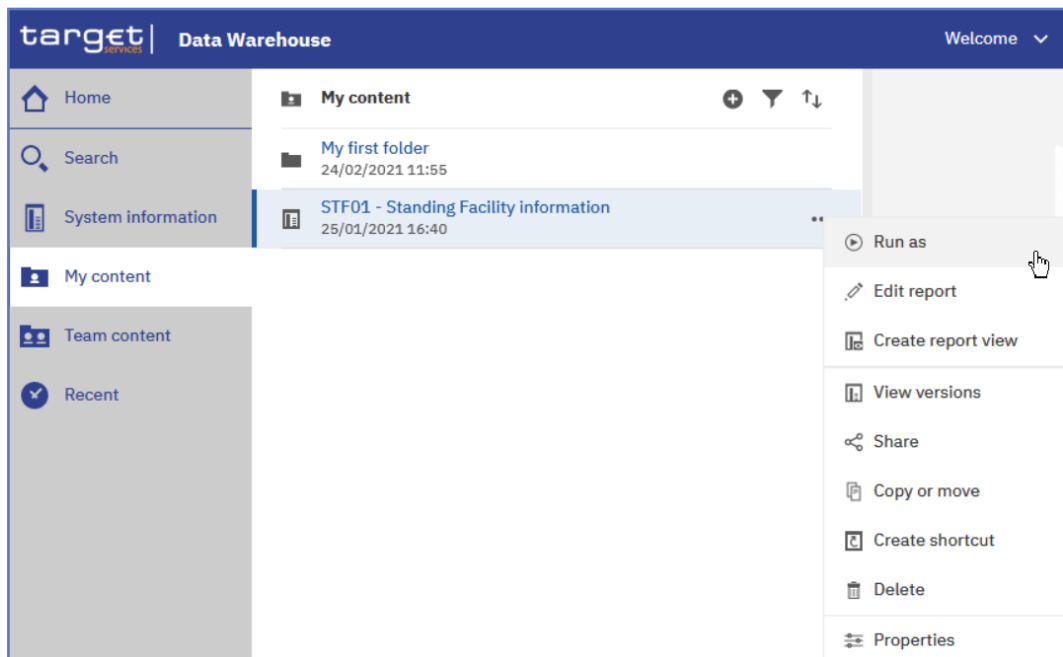 target services Data Warehouse Welcome
Home
Search
System information
My content
Team content
Recent
My content
My first folder
24/02/2021 11:55
STF01 - Standing Facility information
25/01/2021 16:40
Run as
Edit report
Create report view
View versions
Share
Copy or move
Create shortcut
Delete
Properties